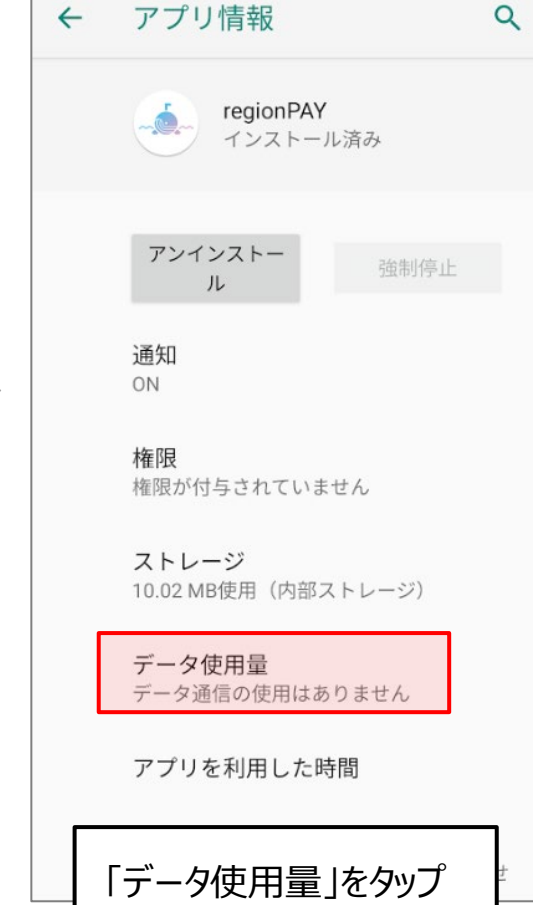 アプリ情報
regionPAY
インストール済み
アンインストー
ル
強制停止
通知
ON
権限
権限が付与されていません
ストレージ
10.02 MB使用（内部ストレージ）
データ使用量
データ通信の使用はありません
アプリを利用した時間
「データ使用量」をタップ